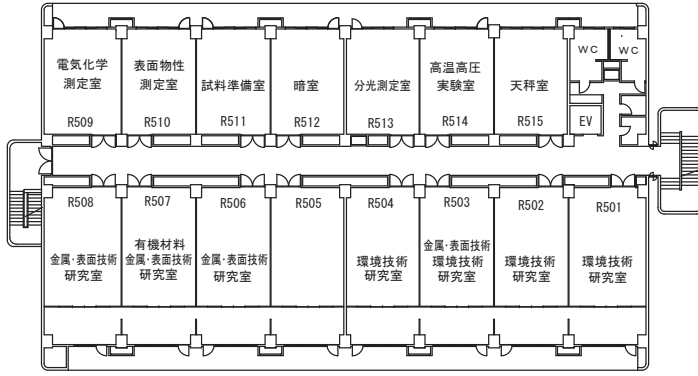 電気化学
測定室
R509
表面物性
測定室
R510
試料準備室
R511
暗室
R512
分光測定室
R513
高温高圧
実験室
R514
天秤室
R515
WC
WC
EV
R508
金属・表面技術
研究室
R507
有機材料
金属・表面技術
研究室
R506
金属・表面技術
研究室
R505
R504
環境技術
研究室
R503
金属・表面技術
環境技術
研究室
R502
環境技術
研究室
R501
環境技術
研究室